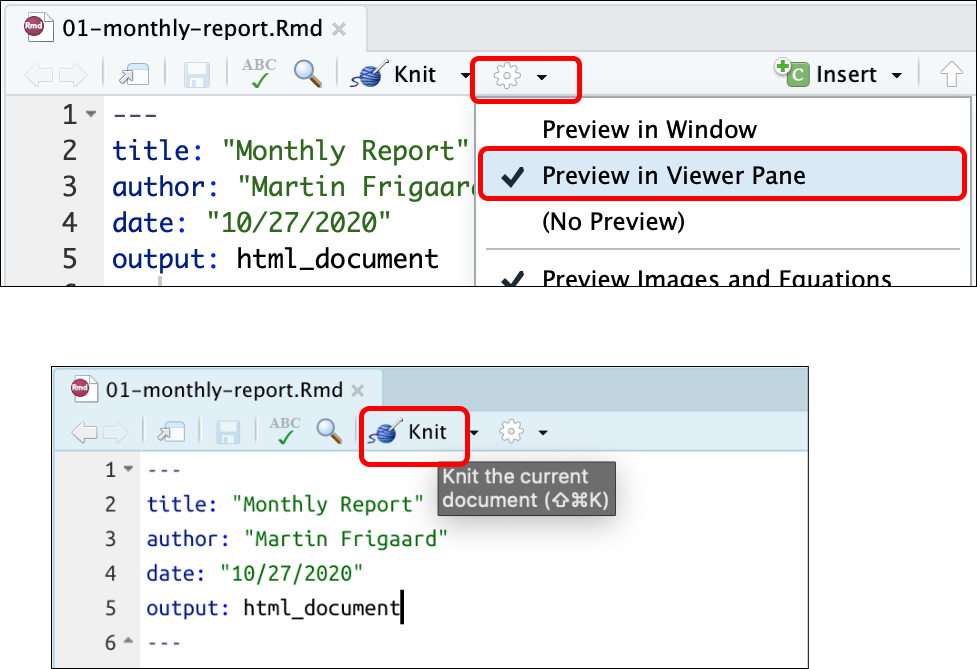 Rmd 01-monthly-report.Rmd ×
ABC Knit Insert
C
1 ---
2 title: "Monthly Report"
3 author: "Martin Frigaard
4 date: "10/27/2020"
5 output: html_document
Preview in Window
Preview in Viewer Pane
(No Preview)
Preview Images and Equations
Rmd 01-monthly-report.Rmd ×
ABC Knit
Knit the current
document (⇧⌘K)
1 ---
2 title: "Monthly Report"
3 author: "Martin Frigaard"
4 date: "10/27/2020"
5 output: html_document
6 ---